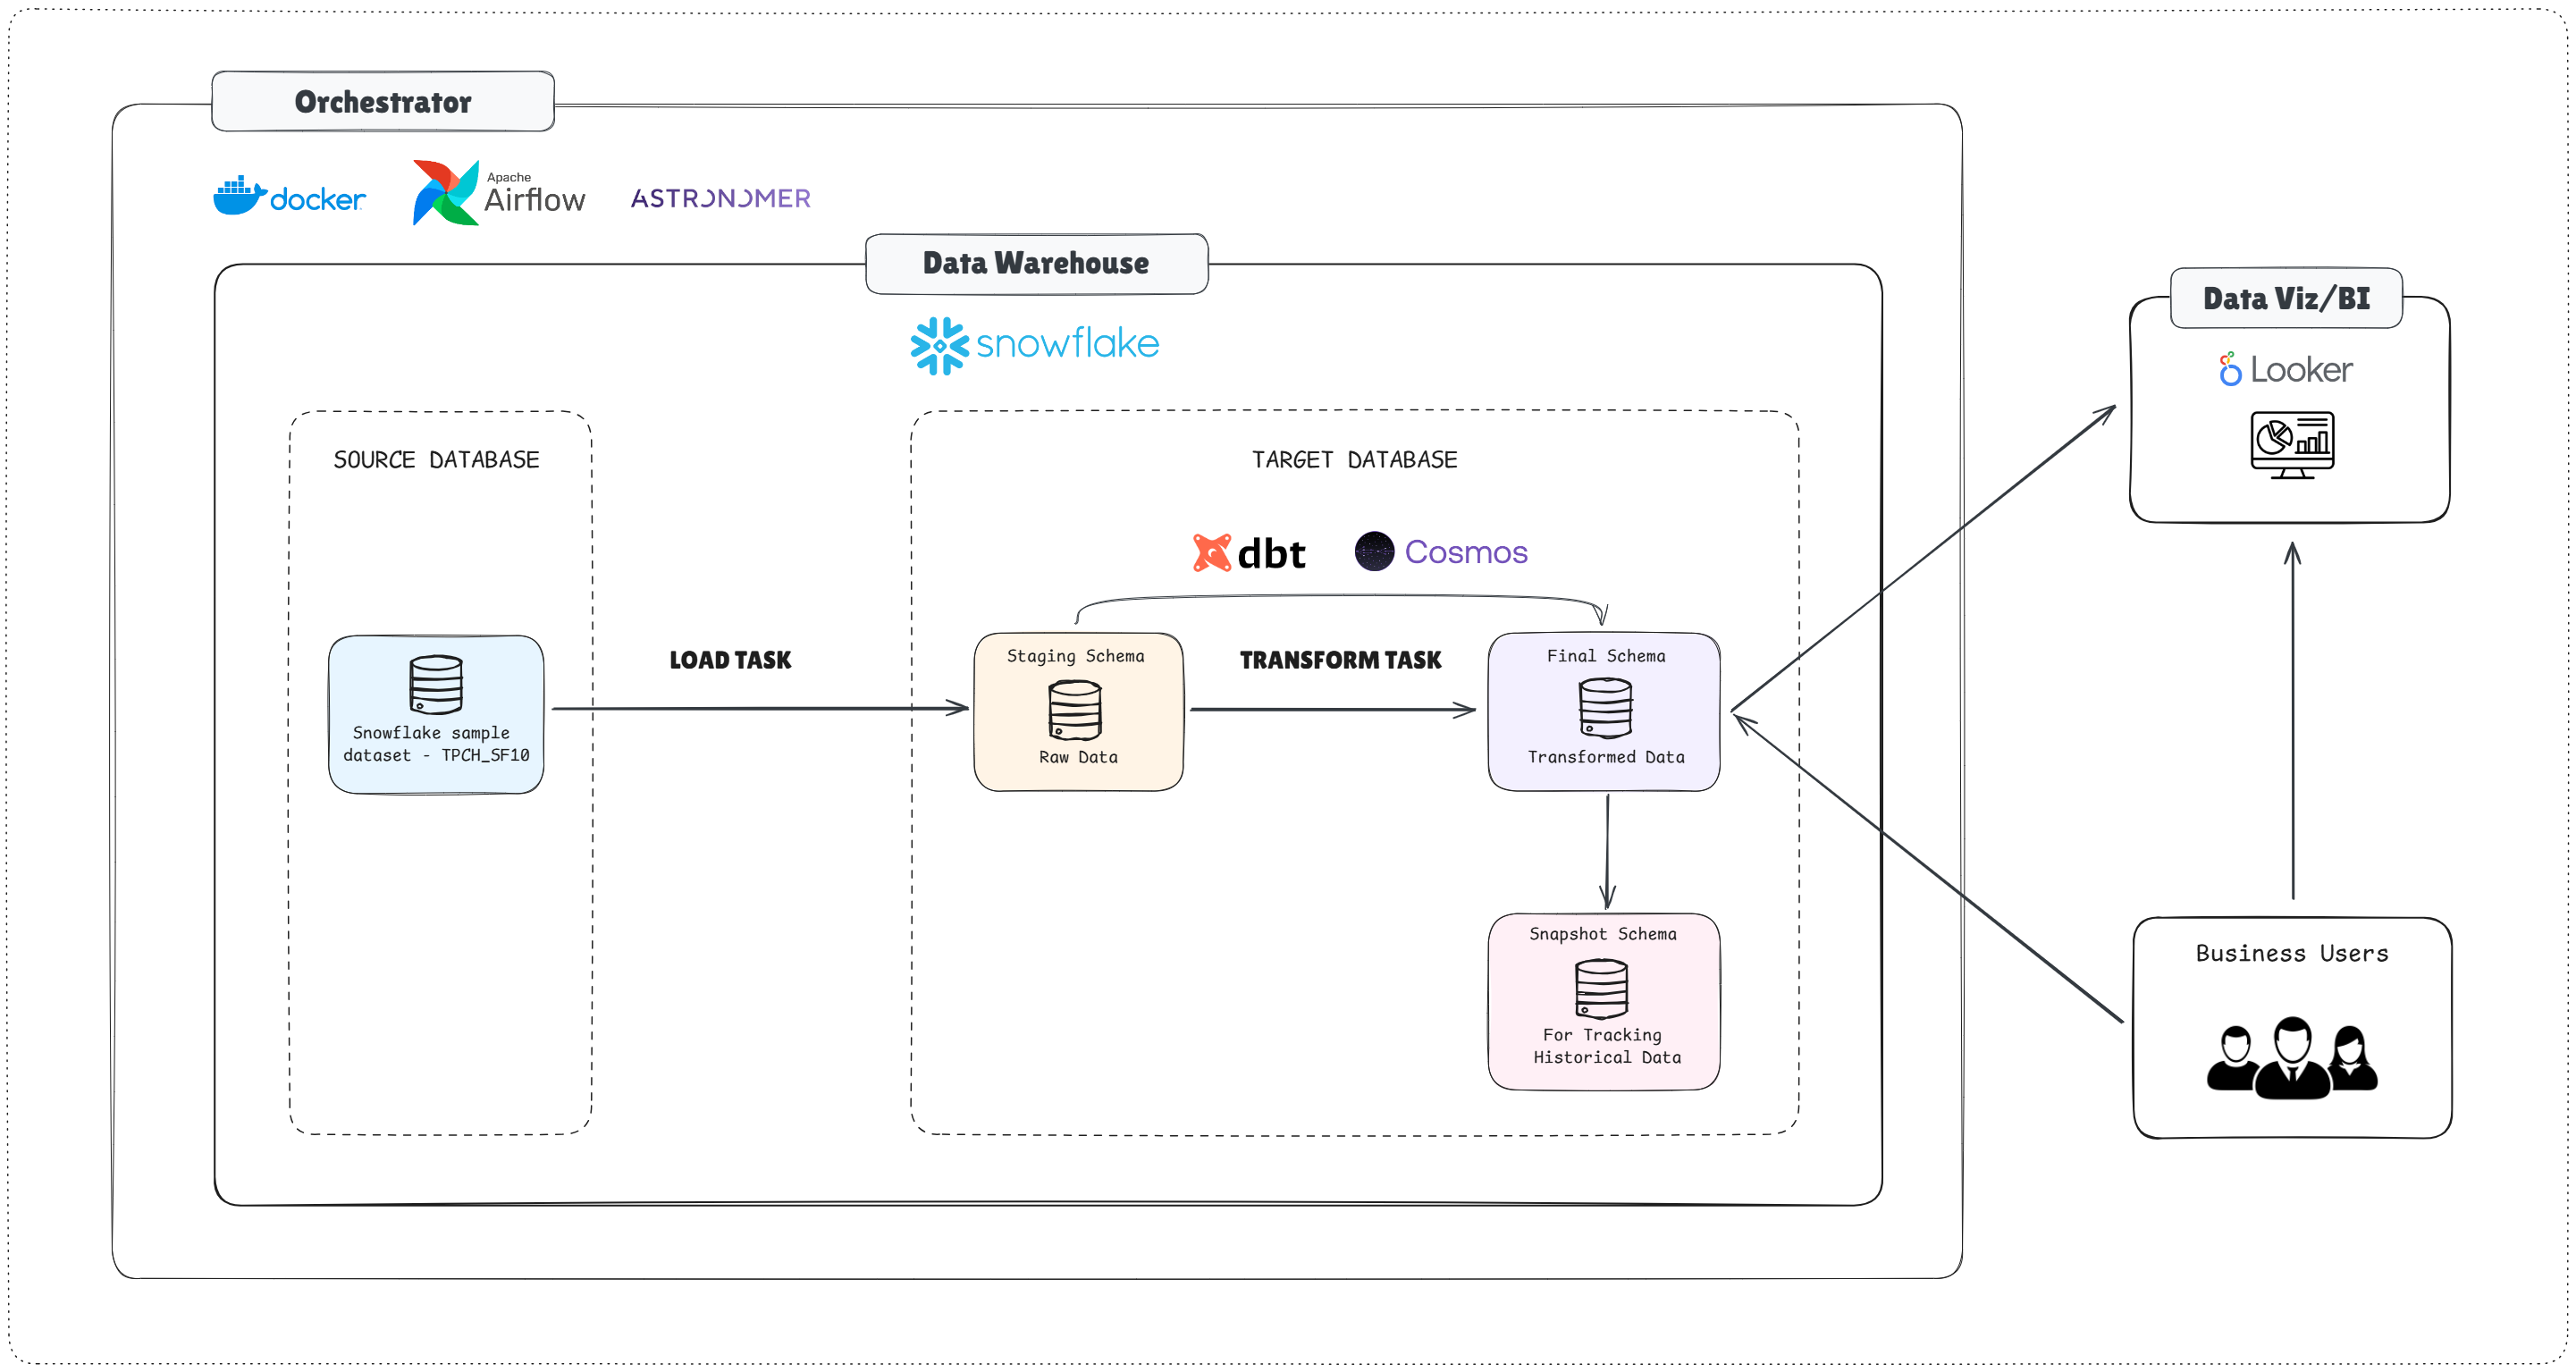 Orchestrator
docker
Apache
Airflow
ASTRONOMER
Data Warehouse
snowflake
Data Viz/BI
Looker
SOURCE DATABASE
TARGET DATABASE
dbt
Cosmos
LOAD TASK
TRANSFORM TASK
Snowflake sample
dataset - TPCH_SF10
Staging Schema
Raw Data
Final Schema
Transformed Data
Snapshot Schema
For Tracking
Historical Data
Business Users